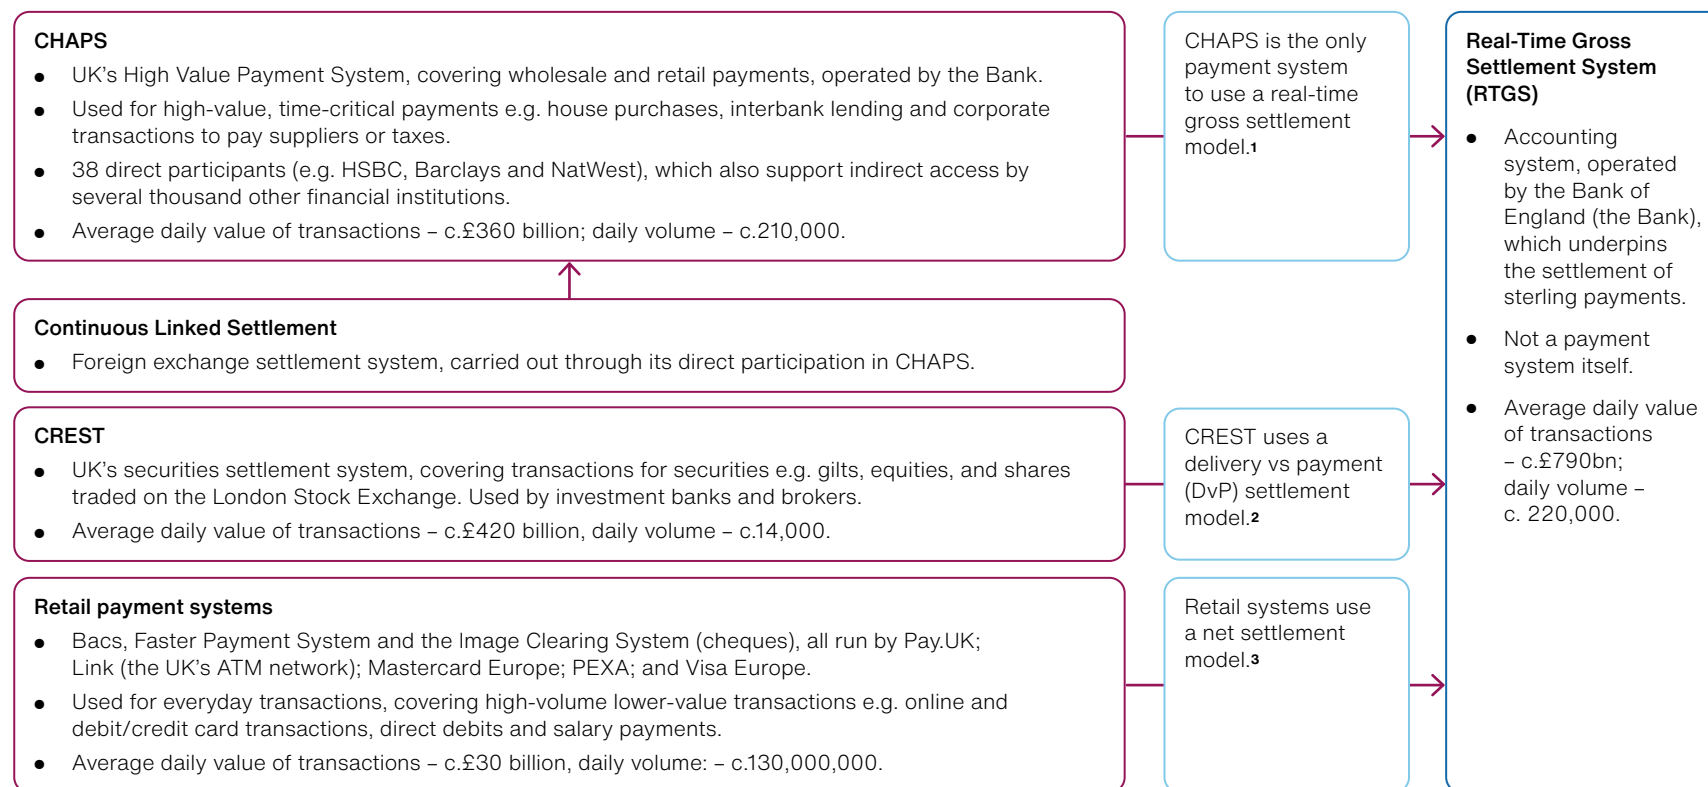 CHAPS
● UK's High Value Payment System, covering wholesale and retail payments, operated by the Bank.
● Used for high-value, time-critical payments e.g. house purchases, interbank lending and corporate
transactions to pay suppliers or taxes.
● 38 direct participants (e.g. HSBC, Barclays and NatWest), which also support indirect access by
several thousand other financial institutions.
● Average daily value of transactions – c.£360 billion; daily volume – c.210,000.
CHAPS is the only
payment system
to use a real-time
gross settlement
model.1
Continuous Linked Settlement
● Foreign exchange settlement system, carried out through its direct participation in CHAPS.
CREST
● UK's securities settlement system, covering transactions for securities e.g. gilts, equities, and shares
traded on the London Stock Exchange. Used by investment banks and brokers.
● Average daily value of transactions – c.£420 billion, daily volume – c.14,000.
CREST uses a
delivery vs payment
(DvP) settlement
model.2
Retail payment systems
● Bacs, Faster Payment System and the Image Clearing System (cheques), all run by Pay.UK;
Link (the UK's ATM network); Mastercard Europe; PEXA; and Visa Europe.
● Used for everyday transactions, covering high-volume lower-value transactions e.g. online and
debit/credit card transactions, direct debits and salary payments.
● Average daily value of transactions – c.£30 billion, daily volume: – c.130,000,000.
Retail systems use
a net settlement
model.3
Real-Time Gross
Settlement System
(RTGS)
● Accounting
system, operated
by the Bank of
England (the Bank),
which underpins
the settlement of
sterling payments.
● Not a payment
system itself.
● Average daily value
of transactions
– c.£790bn;
daily volume –
c. 220,000.